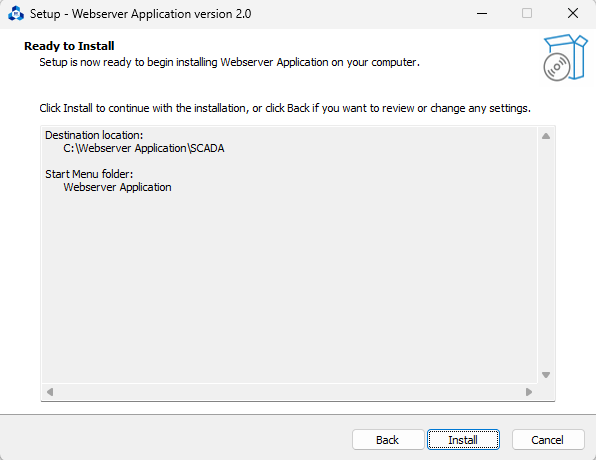 Setup - Webserver Application version 2.0
Ready to Install
Setup is now ready to begin installing Webserver Application on your computer.
Click Install to continue with the installation, or click Back if you want to review or change any settings.
Destination location:
C:\Webserver Application\SCADA
Start Menu folder:
Webserver Application
Back
Install
Cancel